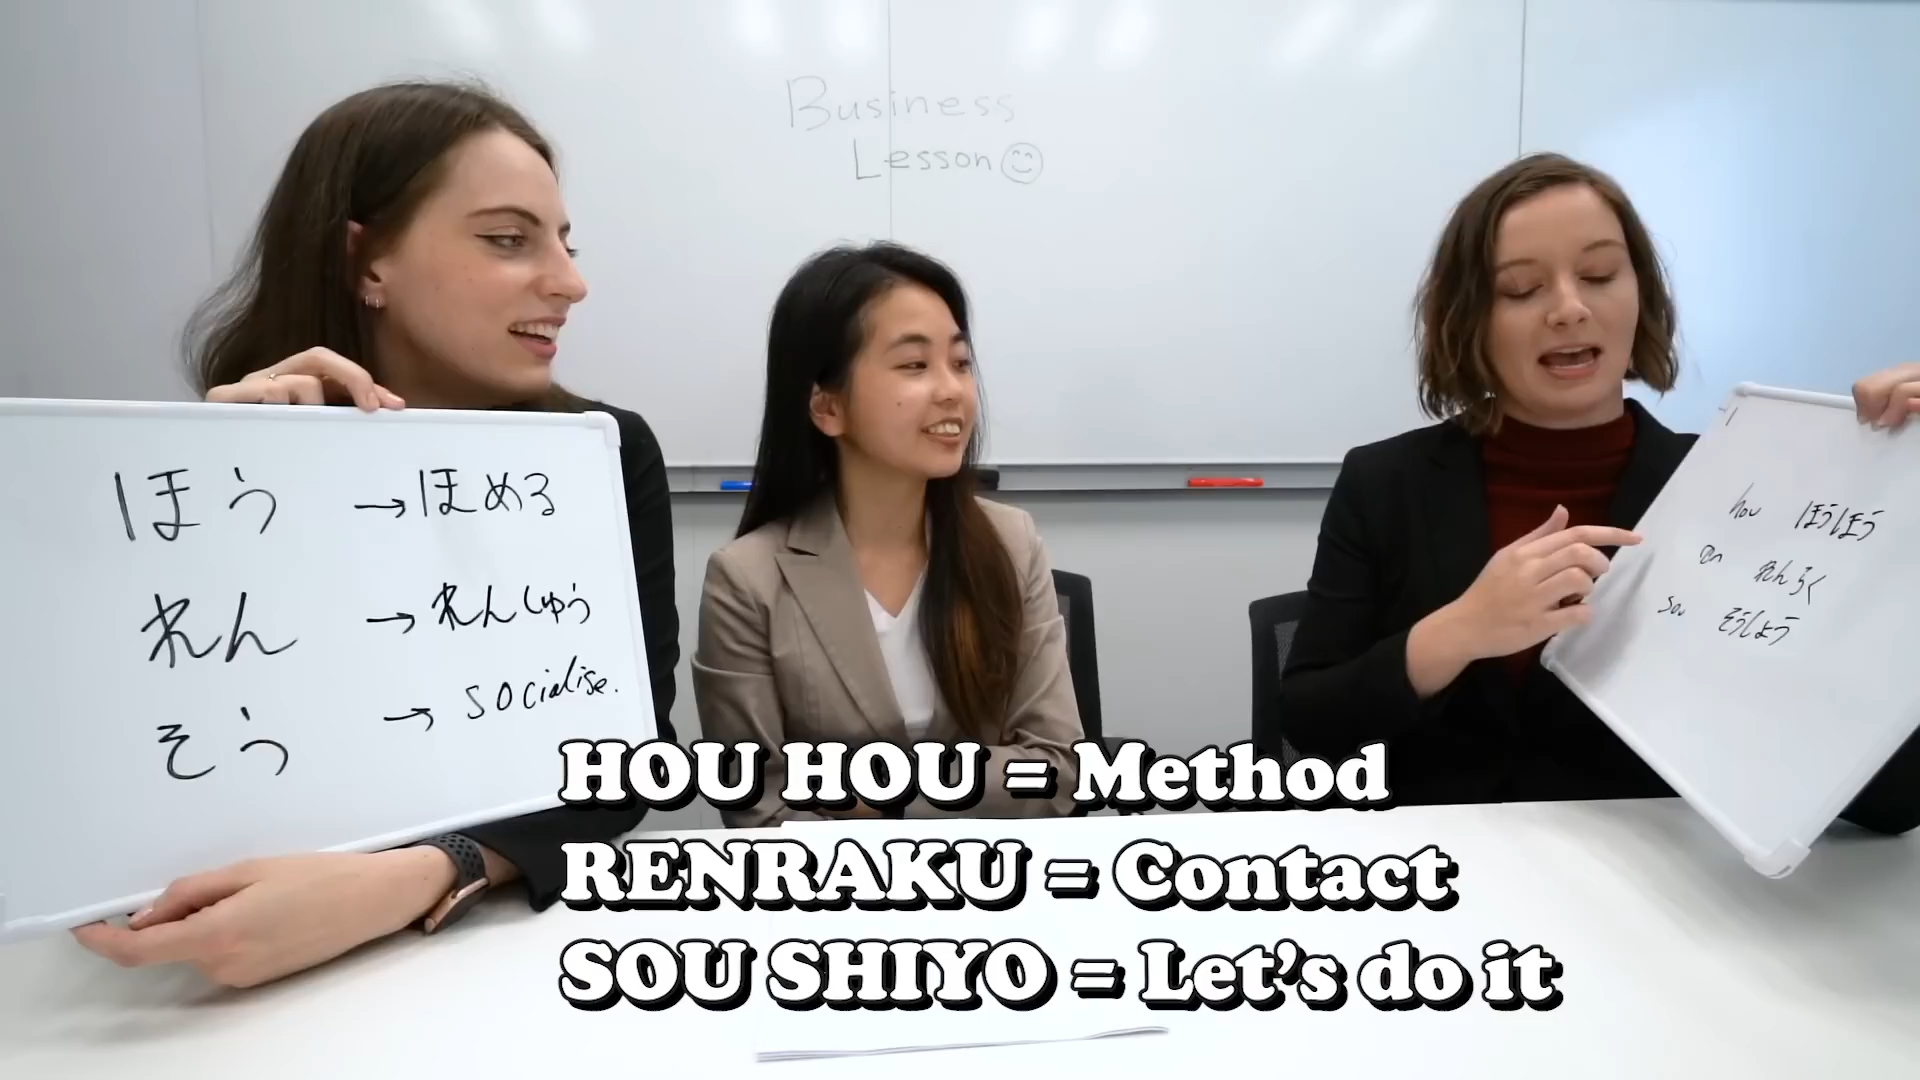 Business
Lesson
ほう → ほめる
れん → れんしゅう
そう → socialise.
hou ほうほう
れんらく
sou そうしよう
HOU HOU = Method
RENRAKU = Contact
SOU SHIYO = Let's do it